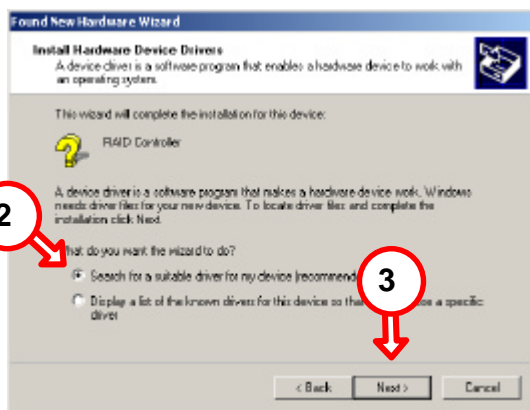 Found New Hardware Wizard
Install Hardware Device Drivers
A device driver is a software program that enables a hardware device to work with
an operating system.
This wizard will complete the installation for this device:
RAID Controller
A device driver is a software program that makes a hardware device work. Windows
needs driver files for your new device. To locate driver files and complete the
installation click Next.
2
What do you want the wizard to do?
Search for a suitable driver for my device (recommend
3
Display a list of the known drivers for this device so tha e a specific
driver
< Back
Next >
Cancel